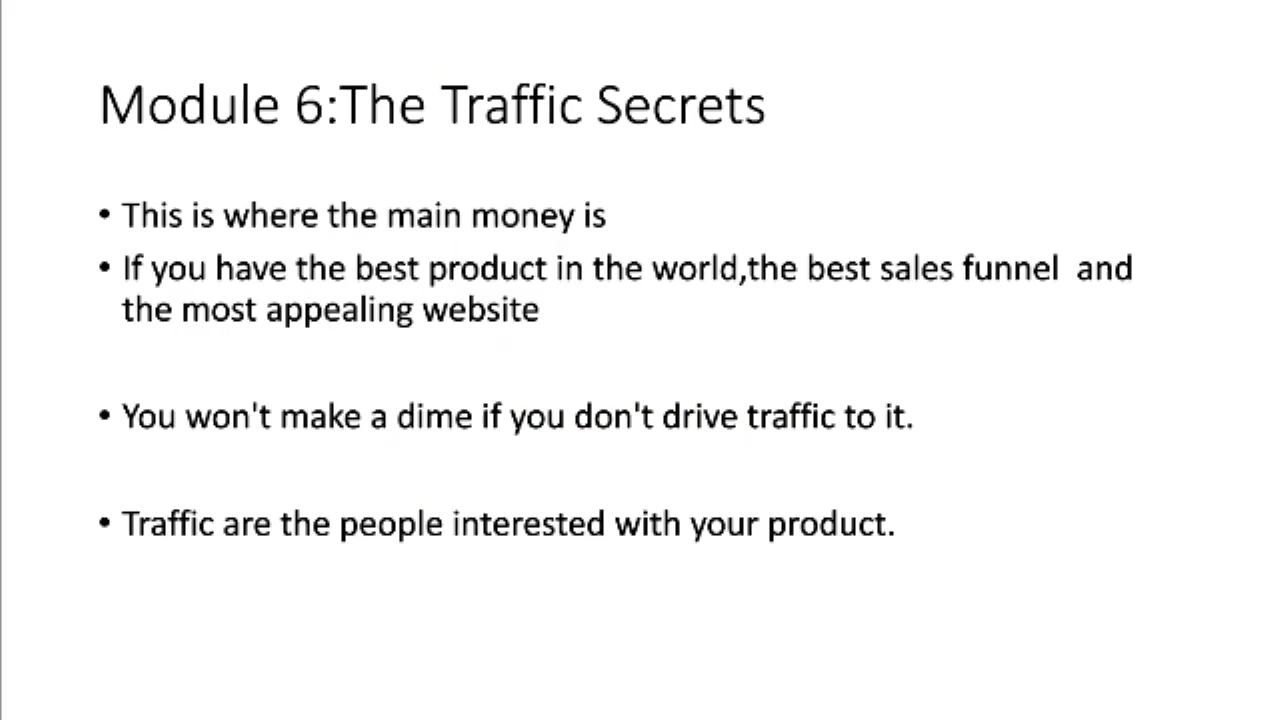 Module 6:The Traffic Secrets
• This is where the main money is
• If you have the best product in the world,the best sales funnel  and
the most appealing website
• You won't make a dime if you don't drive traffic to it.
• Traffic are the people interested with your product.